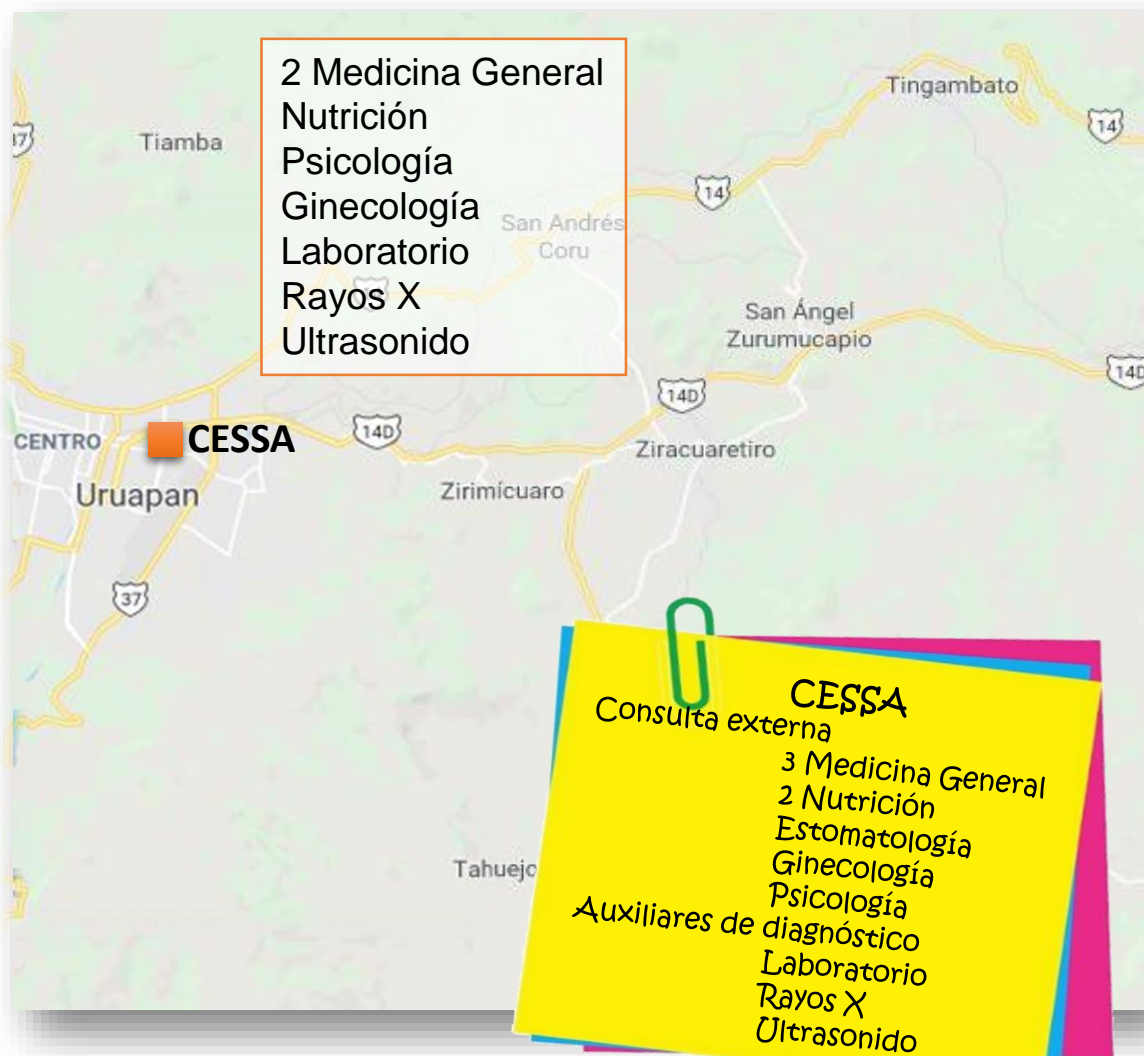 2 Medicina General
Nutrición
Psicología
Ginecología
Laboratorio
Rayos X
Ultrasonido
Tingambato
37
Tiamba
14
14
San Andrés
Coru
San Ángel
Zurumucapio
14D
14D
CENTRO
CESSA
14D
Ziracuaretiro
Uruapan
Zirimícuaro
37
CESSA
Consulta externa
3 Medicina General
2 Nutrición
Estomatología
Ginecología
Psicología
Tahuejo
Auxiliares de diagnóstico
Laboratorio
Rayos X
Ultrasonido